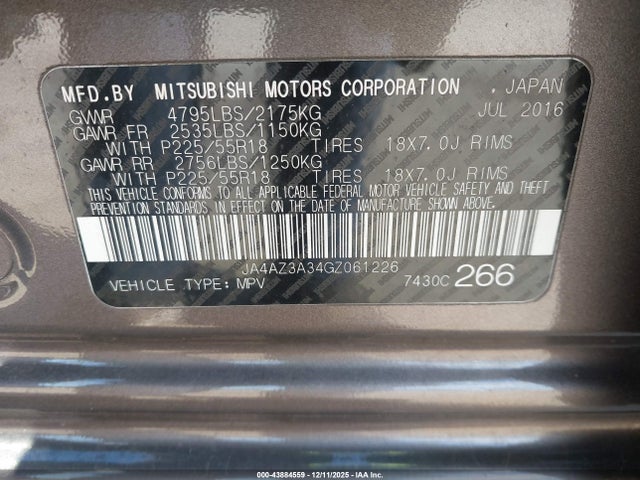 MFD.BY MITSUBISHI MOTORS CORPORATION , JAPAN
GVWR 4795LBS/2175KG JUL 2016
GAWR FR 2535LBS/1150KG
WITH P225/55R18 TIRES 18X7.0J RIMS
GAWR RR 2756LBS/1250KG
WITH P225/55R18 TIRES 18X7.0J RIMS
THIS VEHICLE CONFORMS TO ALL APPLICABLE FEDERAL MOTOR VEHICLE SAFETY AND THEFT
PREVENTION STANDARDS IN EFFECT ON THE DATE OF MANUFACTURE SHOWN ABOVE.
JA4AZ3A34GZ061226
VEHICLE TYPE: MPV 7430C 266
000-43884559 - 12/11/2025 - IAA Inc.